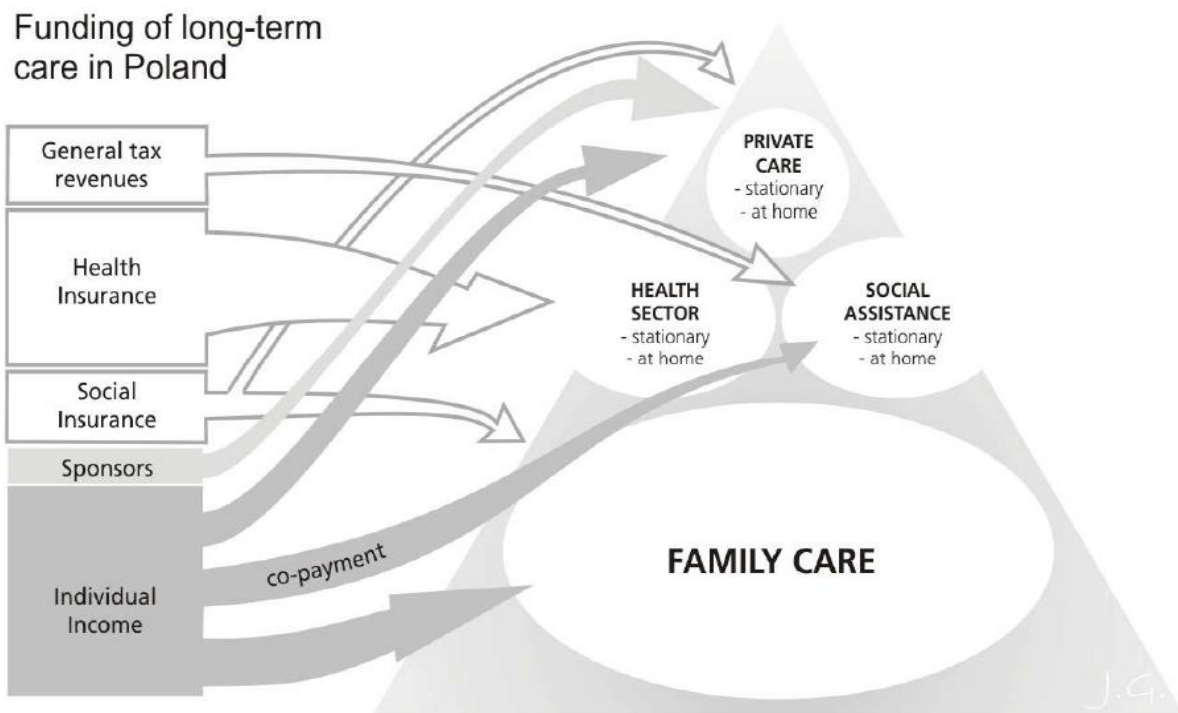 Funding of long-term
care in Poland
General tax
revenues
Health
Insurance
Social
Insurance
Sponsors
Individual
Income
co-payment
PRIVATE
CARE
- stationary
- at home
HEALTH
SECTOR
- stationary
- at home
SOCIAL
ASSISTANCE
- stationary
- at home
FAMILY CARE
J.G.